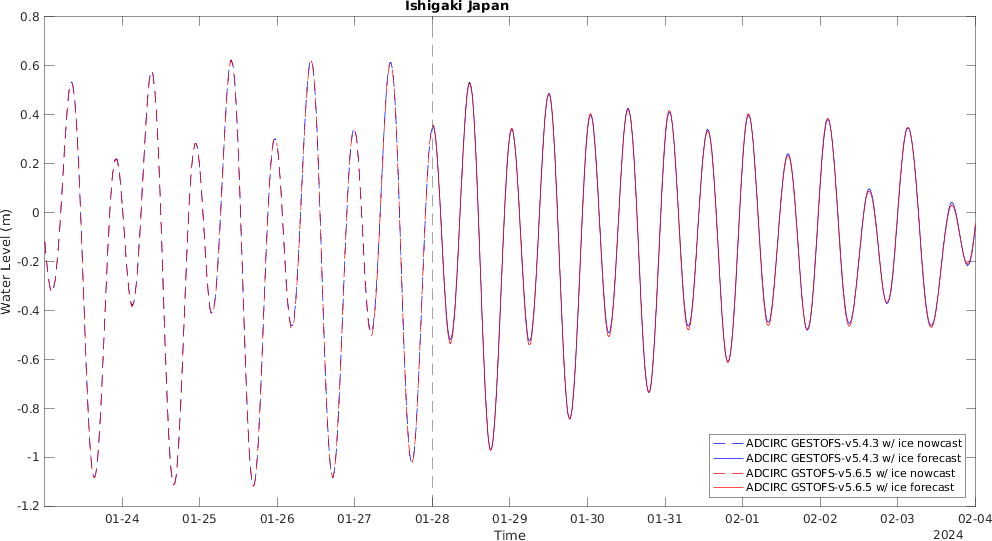 Ishigaki Japan
0.8
0.6
0.4
0.2
0
-0.2
-0.4
-0.6
-0.8
-1
-1.2
Water Level (m)
01-24 01-25 01-26 01-27 01-28 01-29 01-30 01-31 02-01 02-02 02-03 02-04
Time
2024
ADCIRC GESTOFS-v5.4.3 w/ ice nowcast
ADCIRC GESTOFS-v5.4.3 w/ ice forecast
ADCIRC GSTOFS-v5.6.5 w/ ice nowcast
ADCIRC GSTOFS-v5.6.5 w/ ice forecast